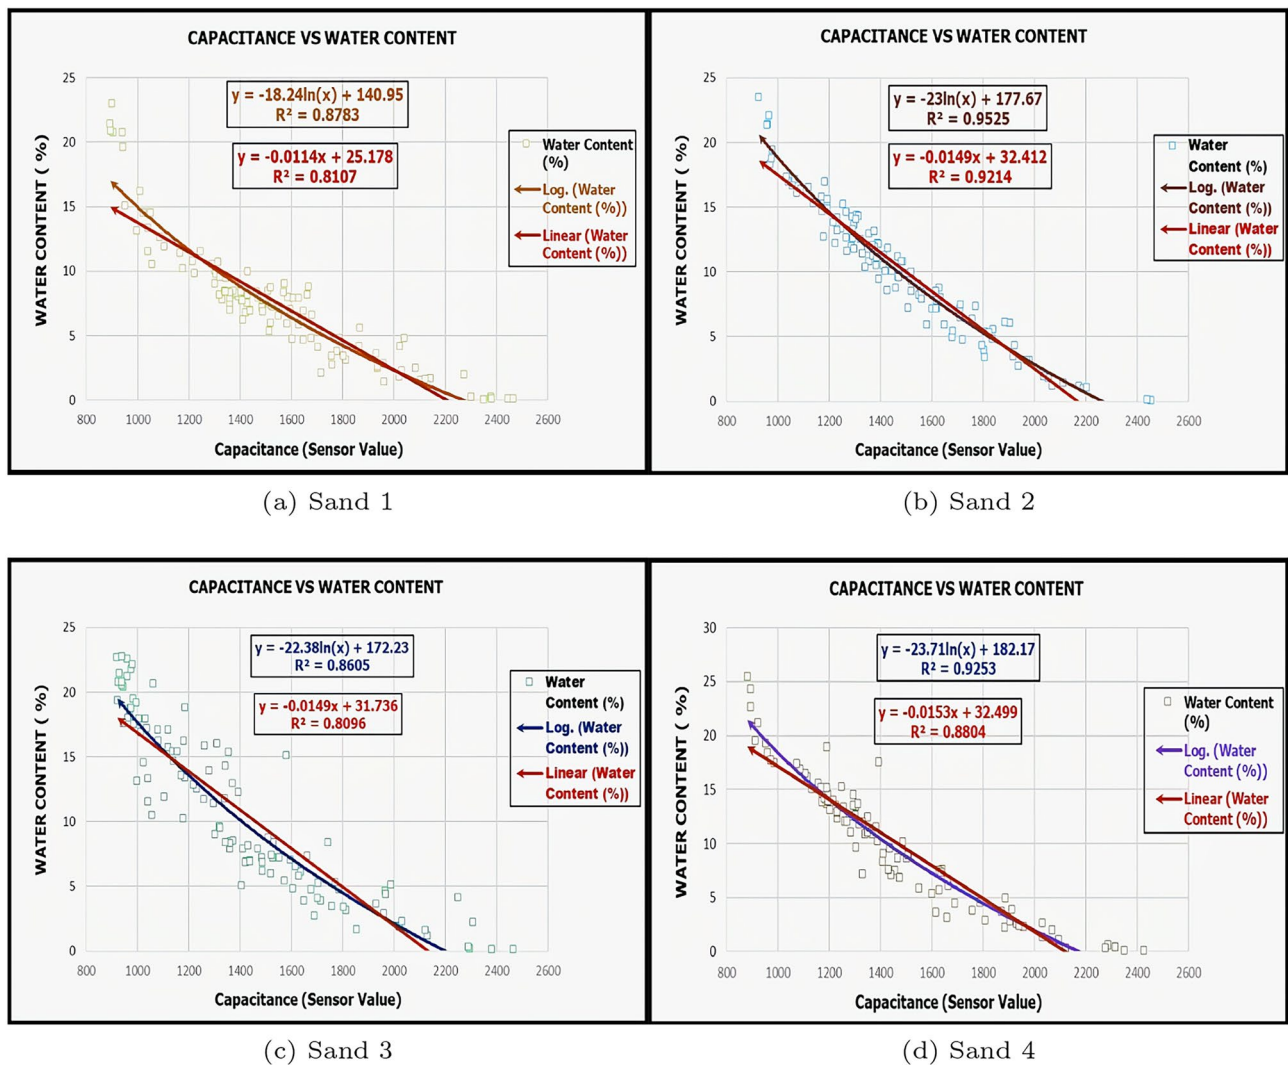 CAPACITANCE VS WATER CONTENT
y = -18.24ln(x) + 140.95
R² = 0.8783
y = -0.0114x + 25.178
R² = 0.8107
WATER CONTENT ( %)
25
20
15
10
5
0
800 1000 1200 1400 1600 1800 2000 2200 2400 2600
Capacitance (Sensor Value)
Water Content
(%)
Log. (Water
Content (%))
Linear (Water
Content (%))
(a) Sand 1
CAPACITANCE VS WATER CONTENT
y = -23ln(x) + 177.67
R² = 0.9525
y = -0.0149x + 32.412
R² = 0.9214
WATER CONTENT ( %)
25
20
15
10
5
0
800 1000 1200 1400 1600 1800 2000 2200 2400 2600
Capacitance (Sensor Value)
Water
Content (%)
Log. (Water
Content (%))
Linear (Water
Content (%))
(b) Sand 2
CAPACITANCE VS WATER CONTENT
y = -22.38ln(x) + 172.23
R² = 0.8605
y = -0.0149x + 31.736
R² = 0.8096
WATER CONTENT ( %)
25
20
15
10
5
0
800 1000 1200 1400 1600 1800 2000 2200 2400 2600
Capacitance (Sensor Value)
Water
Content (%)
Log. (Water
Content (%))
Linear (Water
Content (%))
(c) Sand 3
CAPACITANCE VS WATER CONTENT
y = -23.71ln(x) + 182.17
R² = 0.9253
y = -0.0153x + 32.499
R² = 0.8804
WATER CONTENT ( %)
30
25
20
15
10
5
0
800 1000 1200 1400 1600 1800 2000 2200 2400 2600
Capacitance (Sensor Value)
Water Content
(%)
Log. (Water
Content (%))
Linear (Water
Content (%))
(d) Sand 4